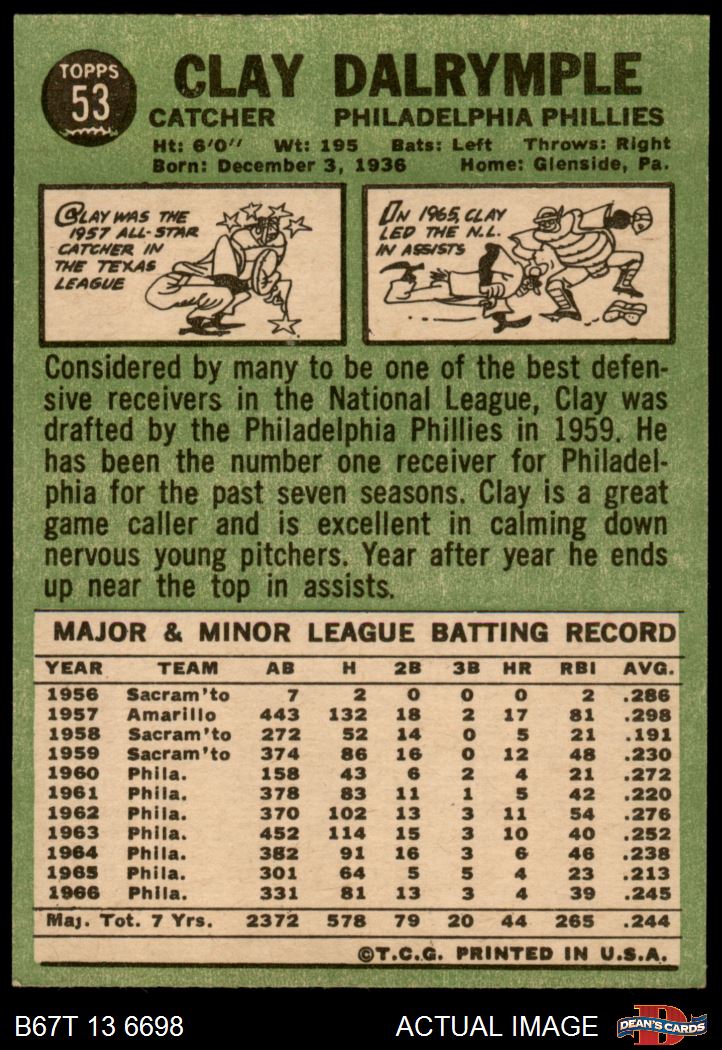 TOPPS
53
CLAY DALRYMPLE
CATCHER PHILADELPHIA PHILLIES
Ht: 6'0" Wt: 195 Bats: Left Throws: Right
Born: December 3, 1936 Home: Glenside, Pa.
CLAY WAS THE
1957 ALL-STAR
CATCHER IN
THE TEXAS
LEAGUE
IN 1965, CLAY
LED THE N.L.
IN ASSISTS
Considered by many to be one of the best defen-
sive receivers in the National League, Clay was
drafted by the Philadelphia Phillies in 1959. He
has been the number one receiver for Philadel-
phia for the past seven seasons. Clay is a great
game caller and is excellent in calming down
nervous young pitchers. Year after year he ends
up near the top in assists.
MAJOR & MINOR LEAGUE BATTING RECORD
YEAR TEAM AB H 2B 3B HR RBI AVG.
1956 Sacram'to 7 2 0 0 0 2 .286
1957 Amarillo 443 132 18 2 17 81 .298
1958 Sacram'to 272 52 14 0 5 21 .191
1959 Sacram'to 374 86 16 0 12 48 .230
1960 Phila. 158 43 6 2 4 21 .272
1961 Phila. 378 83 11 1 5 42 .220
1962 Phila. 370 102 13 3 11 54 .276
1963 Phila. 452 114 15 3 10 40 .252
1964 Phila. 382 91 16 3 6 46 .238
1965 Phila. 301 64 5 5 4 23 .213
1966 Phila. 331 81 13 3 4 39 .245
Maj. Tot. 7 Yrs. 2372 578 79 20 44 265 .244
©T.C.G. PRINTED IN U.S.A.
B67T 13 6698 ACTUAL IMAGE
D
DEAN'S CARDS